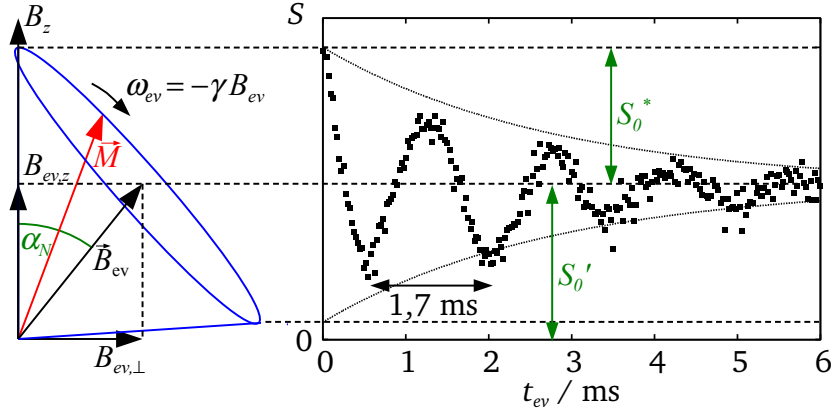 B_z
S
ω_ev = −γ B_ev
S_0*
M⃗
B_ev,z
α_N
B⃗_ev
S_0'
1,7 ms
B_ev,⊥
0
0 1 2 3 4 5 6
t_ev / ms